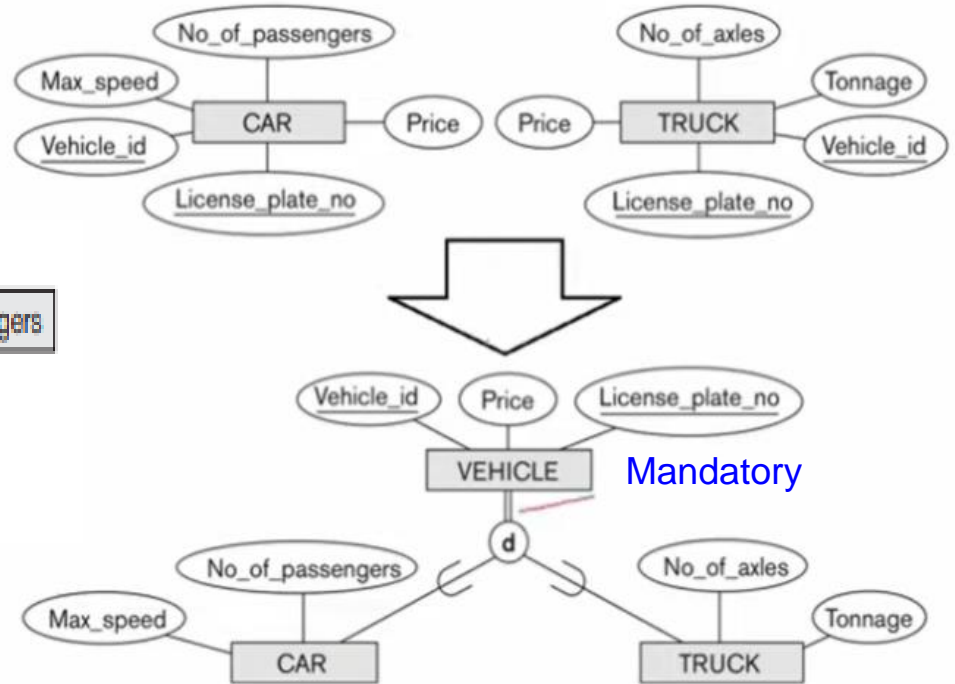 No_of_passengers
No_of_axles
Max_speed
Tonnage
CAR
Price
Price
TRUCK
Vehicle_id
Vehicle_id
License_plate_no
License_plate_no
gers
Vehicle_id
Price
License_plate_no
VEHICLE
Mandatory
d
No_of_passengers
No_of_axles
Max_speed
Tonnage
CAR
TRUCK